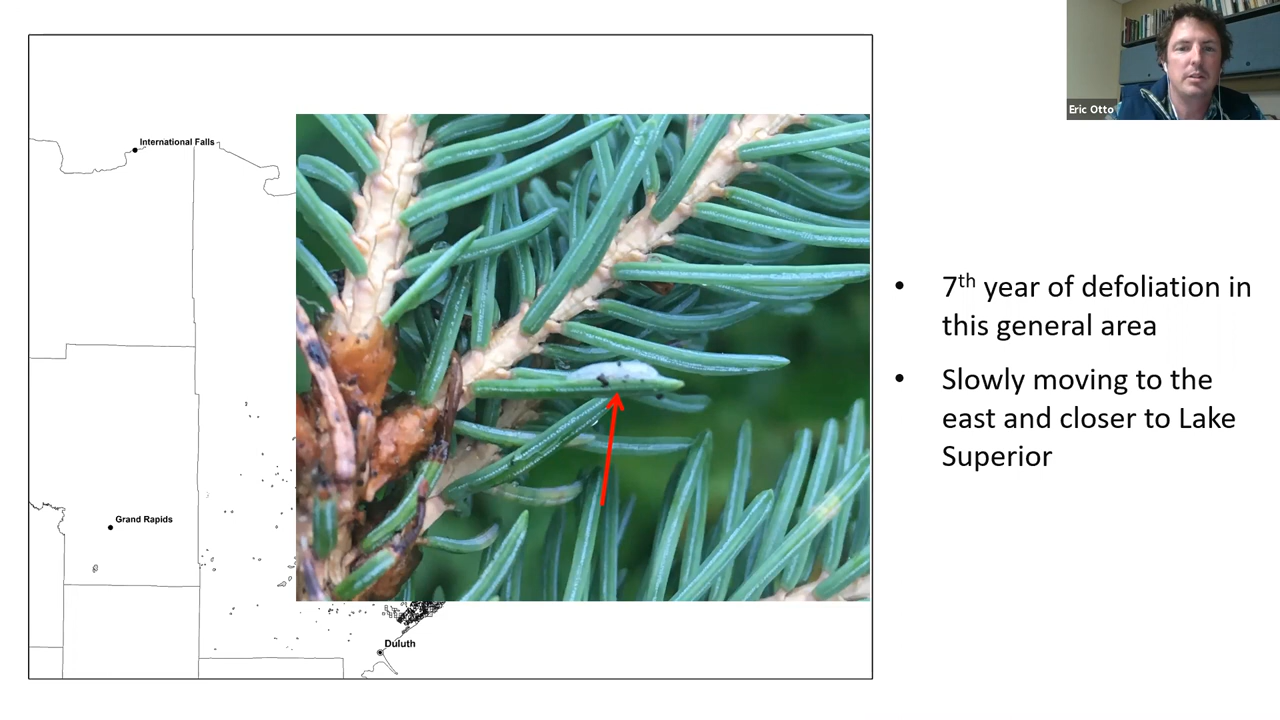 Eric Otto
International Falls
7th year of defoliation in
this general area
Slowly moving to the
east and closer to Lake
Superior
Grand Rapids
Duluth